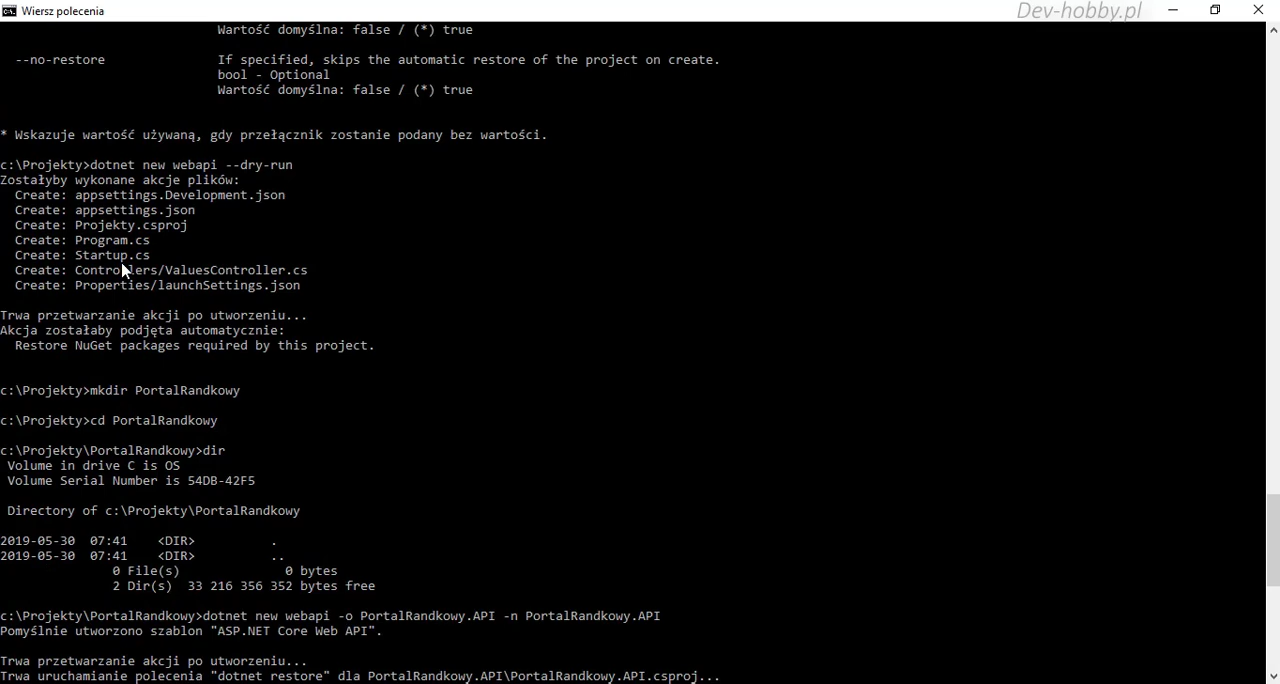 Wiersz polecenia
Dev-hobby.pl
Wartość domyślna: false / (*) true
--no-restore If specified, skips the automatic restore of the project on create.
bool - Optional
Wartość domyślna: false / (*) true
* Wskazuje wartość używaną, gdy przełącznik zostanie podany bez wartości.
c:\Projekty>dotnet new webapi --dry-run
Zostałyby wykonane akcje plików:
Create: appsettings.Development.json
Create: appsettings.json
Create: Projekty.csproj
Create: Program.cs
Create: Startup.cs
Create: Controllers/ValuesController.cs
Create: Properties/launchSettings.json
Trwa przetwarzanie akcji po utworzeniu...
Akcja zostałaby podjęta automatycznie:
Restore NuGet packages required by this project.
c:\Projekty>mkdir PortalRandkowy
c:\Projekty>cd PortalRandkowy
c:\Projekty\PortalRandkowy>dir
Volume in drive C is OS
Volume Serial Number is 54DB-42F5
Directory of c:\Projekty\PortalRandkowy
2019-05-30 07:41 <DIR> .
2019-05-30 07:41 <DIR> ..
0 File(s) 0 bytes
2 Dir(s) 33 216 356 352 bytes free
c:\Projekty\PortalRandkowy>dotnet new webapi -o PortalRandkowy.API -n PortalRandkowy.API
Pomyślnie utworzono szablon "ASP.NET Core Web API".
Trwa przetwarzanie akcji po utworzeniu...
Trwa uruchamianie polecenia "dotnet restore" dla PortalRandkowy.API\PortalRandkowy.API.csproj...